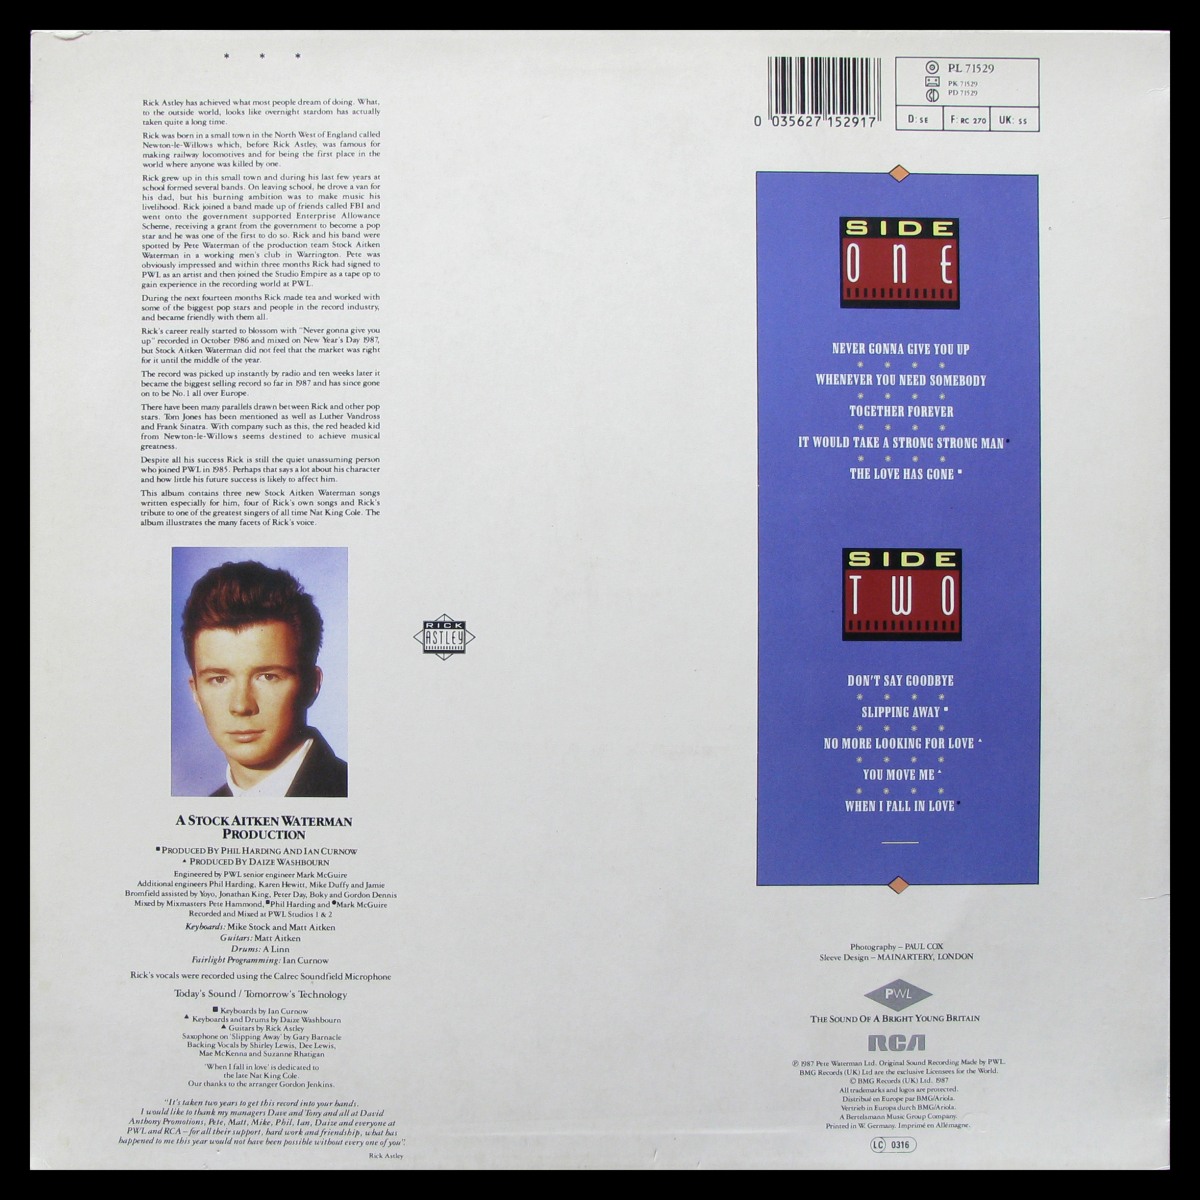 * * *
Rick Astley has achieved what most people dream of doing. What,
to the outside world, looks like overnight stardom has actually
taken quite a long time.
Rick was born in a small town in the North West of England called
Newton-le-Willows which, before Rick Astley, was famous for
making railway locomotives and for being the first place in the
world where anyone was killed by one.
Rick grew up in this small town and during his last few years at
school formed several bands. On leaving school, he drove a van for
his dad, but his burning ambition was to make music his
livelihood. Rick joined a band made up of friends called FBI and
went onto the government supported Enterprise Allowance
Scheme, receiving a grant from the government to become a pop
star and he was one of the first to do so. Rick and his band were
spotted by Pete Waterman of the production team Stock Aitken
Waterman in a working men's club in Warrington. Pete was
obviously impressed and within three months Rick had signed to
PWL as an artist and then joined the Studio Empire as a tape op to
gain experience in the recording world at PWL.
During the next fourteen months Rick made tea and worked with
some of the biggest pop stars and people in the record industry,
and became friendly with them all.
Rick's career really started to blossom with "Never gonna give you
up" recorded in October 1986 and mixed on New Year's Day 1987,
but Stock Aitken Waterman did not feel that the market was right
for it until the middle of the year.
The record was picked up instantly by radio and ten weeks later it
became the biggest selling record so far in 1987 and has since gone
on to be No. 1 all over Europe.
There have been many parallels drawn between Rick and other pop
stars. Tom Jones has been mentioned as well as Luther Vandross
and Frank Sinatra. With company such as this, the red headed kid
from Newton-le-Willows seems destined to achieve musical
greatness.
Despite all his success Rick is still the quiet unassuming person
who joined PWL in 1985. Perhaps that says a lot about his character
and how little his future success is likely to affect him.
This album contains three new Stock Aitken Waterman songs
written especially for him, four of Rick's own songs and Rick's
tribute to one of the greatest singers of all time Nat King Cole. The
album illustrates the many facets of Rick's voice.
A STOCK AITKEN WATERMAN
PRODUCTION
■ PRODUCED BY PHIL HARDING AND IAN CURNOW
▲ PRODUCED BY DAIZE WASHBOURN
Engineered by PWL senior engineer Mark McGuire
Additional engineers Phil Harding, Karen Hewitt, Mike Duffy and Jamie
Bromfield assisted by Yoyo, Jonathan King, Peter Day, Boky and Gordon Dennis
Mixed by Mixmasters Pete Hammond, ●Phil Harding and ●Mark McGuire
Recorded and Mixed at PWL Studios 1 & 2
Keyboards: Mike Stock and Matt Aitken
Guitars: Matt Aitken
Drums: A Linn
Fairlight Programming: Ian Curnow
Rick's vocals were recorded using the Calrec Soundfield Microphone
Today's Sound / Tomorrow's Technology
■ Keyboards by Ian Curnow
▲ Keyboards and Drums by Daize Washbourn
▲ Guitars by Rick Astley
Saxophone on 'Slipping Away' by Gary Barnacle
Backing Vocals by Shirley Lewis, Dee Lewis,
Mae McKenna and Suzanne Rhatigan
'When I fall in love' is dedicated to
the late Nat King Cole.
Our thanks to the arranger Gordon Jenkins.
"It's taken two years to get this record into your hands.
I would like to thank my managers Dave and Tony and all at David
Anthony Promotions, Pete, Matt, Mike, Phil, Ian, Daize and everyone at
PWL and RCA – for all their support, hard work and friendship, what has
happened to me this year would not have been possible without every one of you".
Rick Astley
RICK
ASTLEY
0 035627 152917
PL 71529
PK 71529
PD 71529
D: SE
F: RC 270
UK: SS
SIDE
ONE
NEVER GONNA GIVE YOU UP
* * * *
WHENEVER YOU NEED SOMEBODY
* * * *
TOGETHER FOREVER
* * * *
IT WOULD TAKE A STRONG STRONG MAN●
* * * *
THE LOVE HAS GONE ■
SIDE
TWO
DON'T SAY GOODBYE
* * * *
SLIPPING AWAY ■
* * * *
NO MORE LOOKING FOR LOVE ▲
* * * *
YOU MOVE ME ▲
* * * *
WHEN I FALL IN LOVE ■
Photography – PAUL COX
Sleeve Design – MAINARTERY, LONDON
PWL
THE SOUND OF A BRIGHT YOUNG BRITAIN
RCA
℗ 1987 Pete Waterman Ltd. Original Sound Recording Made by PWL.
BMG Records (UK) Ltd are the exclusive Licensees for the World.
© BMG Records (UK) Ltd. 1987
All trademarks and logos are protected.
Distribué en Europe par BMG/Ariola.
Vertrieb in Europa durch BMG/Ariola.
A Bertelsmann Music Group Company.
Printed in W. Germany. Imprimé en Allemagne.
LC 0316